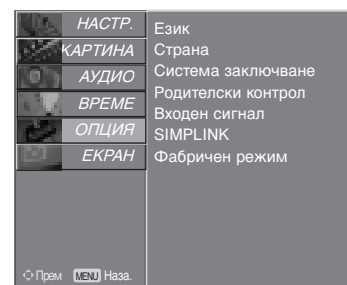 НАСТР.
КАРТИНА
АУДИО
ВРЕМЕ
ОПЦИЯ
ЕКРАН
Език
Страна
Система заключване
Родителски контрол
Входен сигнал
SIMPLINK
Фабричен режим
Прем MENU Наза.